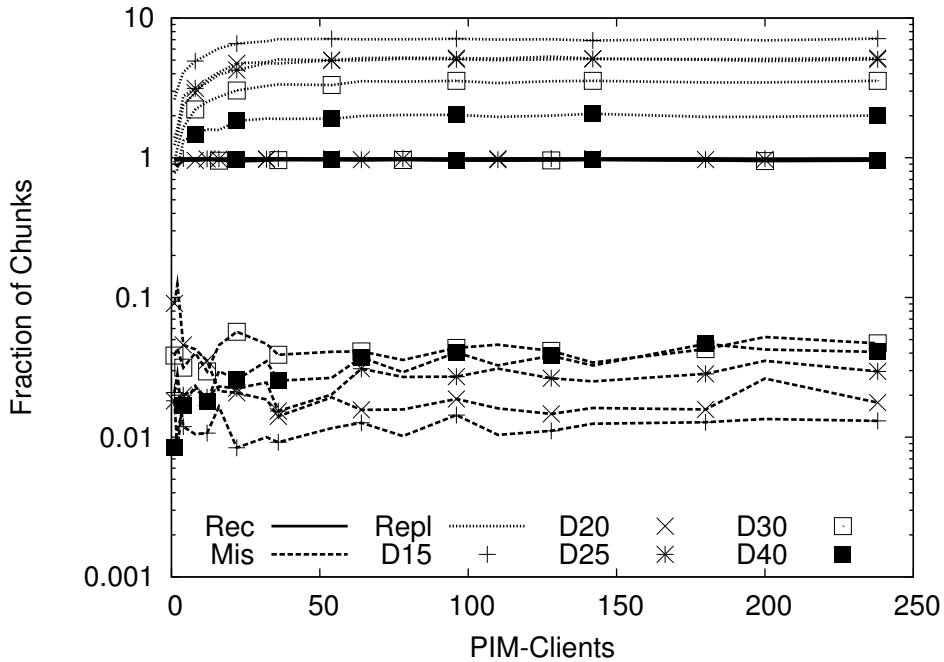 10
1
0.1
0.01
0.001
Fraction of Chunks
Rec Repl D20 D30
Mis D15 D25 D40
0 50 100 150 200 250
PIM-Clients